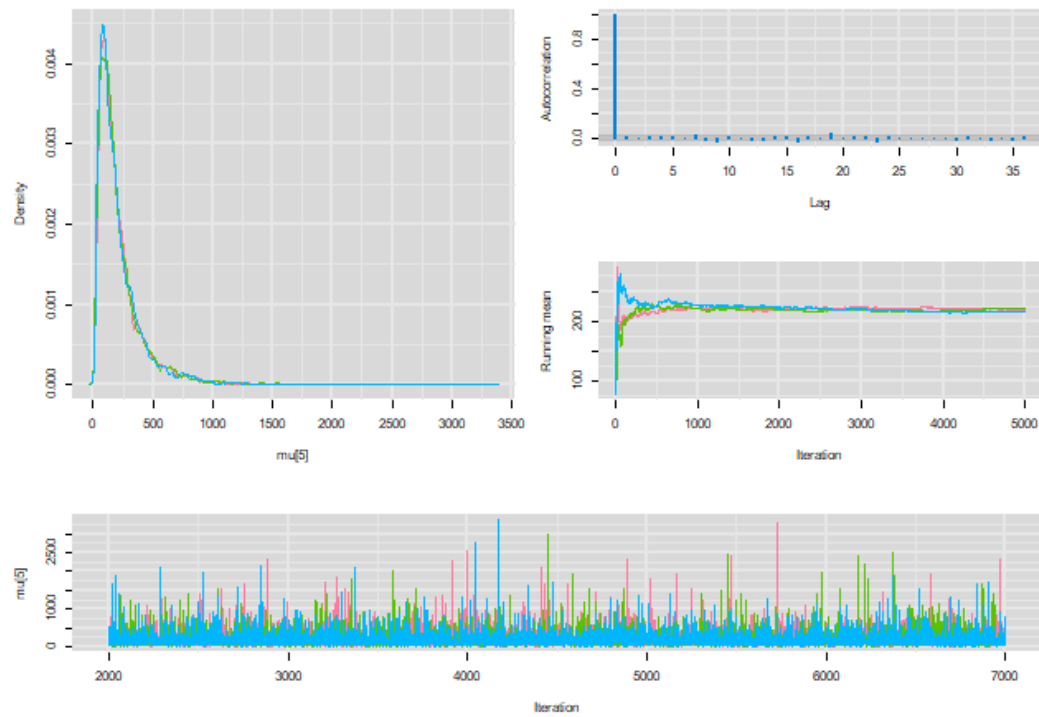 Density
0.000 0.001 0.002 0.003 0.004
0 500 1000 1500 2000 2500 3000 3500
mu[5]
Autocorrelation
0.0 0.4 0.8
0 5 10 15 20 25 30 35
Lag
Running mean
100 200
0 1000 2000 3000 4000 5000
Iteration
mu[5]
0 1000 2500
2000 3000 4000 5000 6000 7000
Iteration